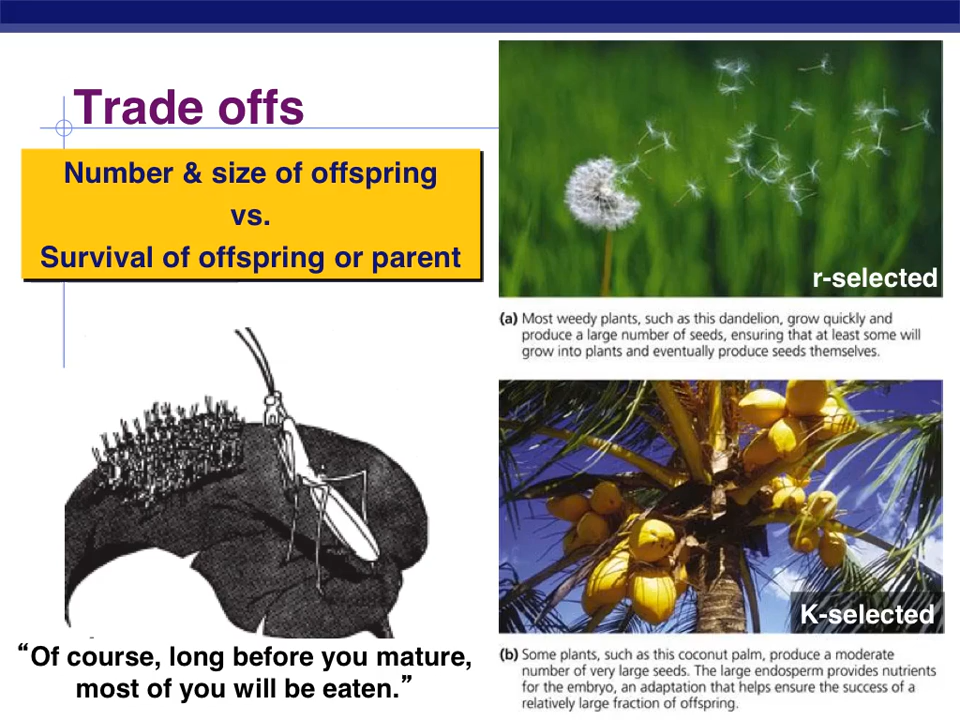 Trade offs
Number & size of offspring
vs.
Survival of offspring or parent
“Of course, long before you mature,
most of you will be eaten.”
r-selected
(a) Most weedy plants, such as this dandelion, grow quickly and
produce a large number of seeds, ensuring that at least some will
grow into plants and eventually produce seeds themselves.
K-selected
(b) Some plants, such as this coconut palm, produce a moderate
number of very large seeds. The large endosperm provides nutrients
for the embryo, an adaptation that helps ensure the success of a
relatively large fraction of offspring.